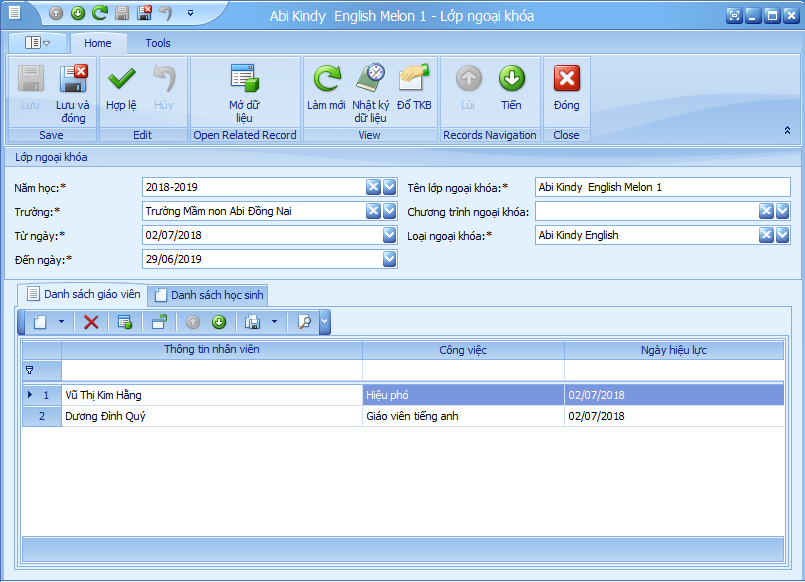 Abi Kindy  English Melon 1 - Lớp ngoại khóa
Home Tools
Lưu Lưu và đóng Hợp lệ Hủy Mở dữ liệu Làm mới Nhật ký dữ liệu Đổ TKB Lùi Tiến Đóng
Save Edit Open Related Record View Records Navigation Close
Lớp ngoại khóa
Năm học:* 2018-2019 Tên lớp ngoại khóa:* Abi Kindy  English Melon 1
Trường:* Trường Mầm non Abi Đồng Nai Chương trình ngoại khóa:
Từ ngày:* 02/07/2018 Loại ngoại khóa:* Abi Kindy English
Đến ngày:* 29/06/2019
Danh sách giáo viên Danh sách học sinh
Thông tin nhân viên Công việc Ngày hiệu lực
1 Vũ Thị Kim Hằng Hiệu phó 02/07/2018
2 Dương Đình Quý Giáo viên tiếng anh 02/07/2018